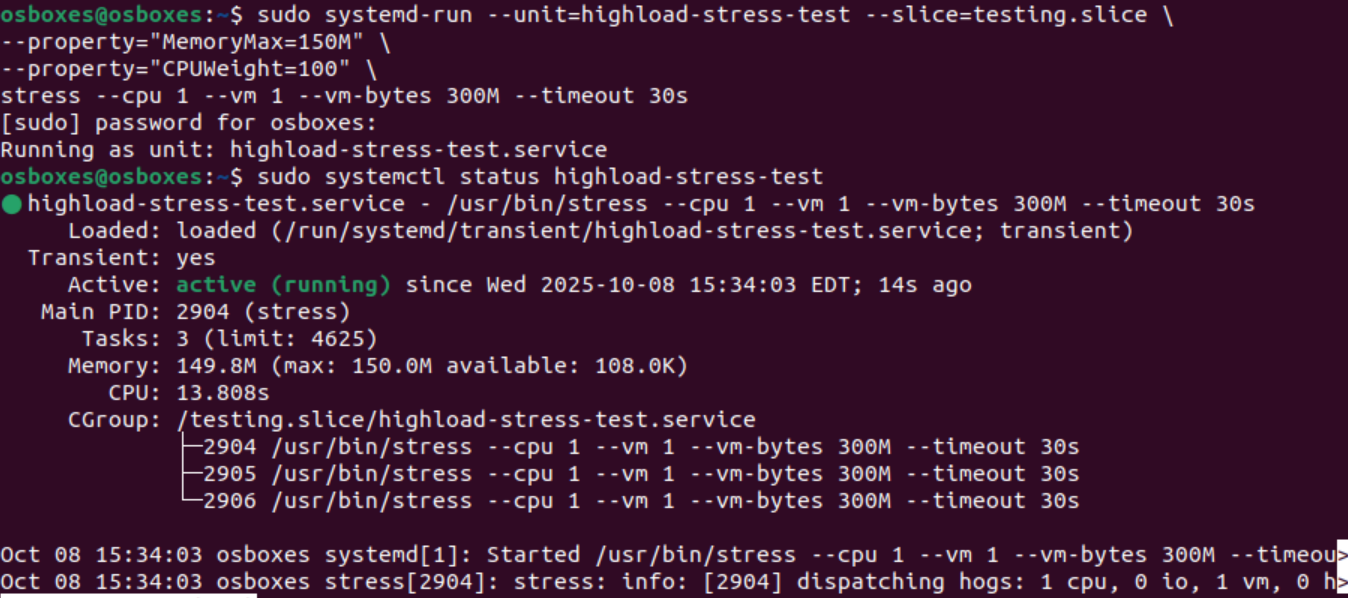 osboxes@osboxes:~$ sudo systemd-run --unit=highload-stress-test --slice=testing.slice \
--property="MemoryMax=150M" \
--property="CPUWeight=100" \
stress --cpu 1 --vm 1 --vm-bytes 300M --timeout 30s
[sudo] password for osboxes:
Running as unit: highload-stress-test.service
osboxes@osboxes:~$ sudo systemctl status highload-stress-test
● highload-stress-test.service - /usr/bin/stress --cpu 1 --vm 1 --vm-bytes 300M --timeout 30s
Loaded: loaded (/run/systemd/transient/highload-stress-test.service; transient)
Transient: yes
Active: active (running) since Wed 2025-10-08 15:34:03 EDT; 14s ago
Main PID: 2904 (stress)
Tasks: 3 (limit: 4625)
Memory: 149.8M (max: 150.0M available: 108.0K)
CPU: 13.808s
CGroup: /testing.slice/highload-stress-test.service
├─2904 /usr/bin/stress --cpu 1 --vm 1 --vm-bytes 300M --timeout 30s
├─2905 /usr/bin/stress --cpu 1 --vm 1 --vm-bytes 300M --timeout 30s
└─2906 /usr/bin/stress --cpu 1 --vm 1 --vm-bytes 300M --timeout 30s
Oct 08 15:34:03 osboxes systemd[1]: Started /usr/bin/stress --cpu 1 --vm 1 --vm-bytes 300M --timeou>
Oct 08 15:34:03 osboxes stress[2904]: stress: info: [2904] dispatching hogs: 1 cpu, 0 io, 1 vm, 0 h>